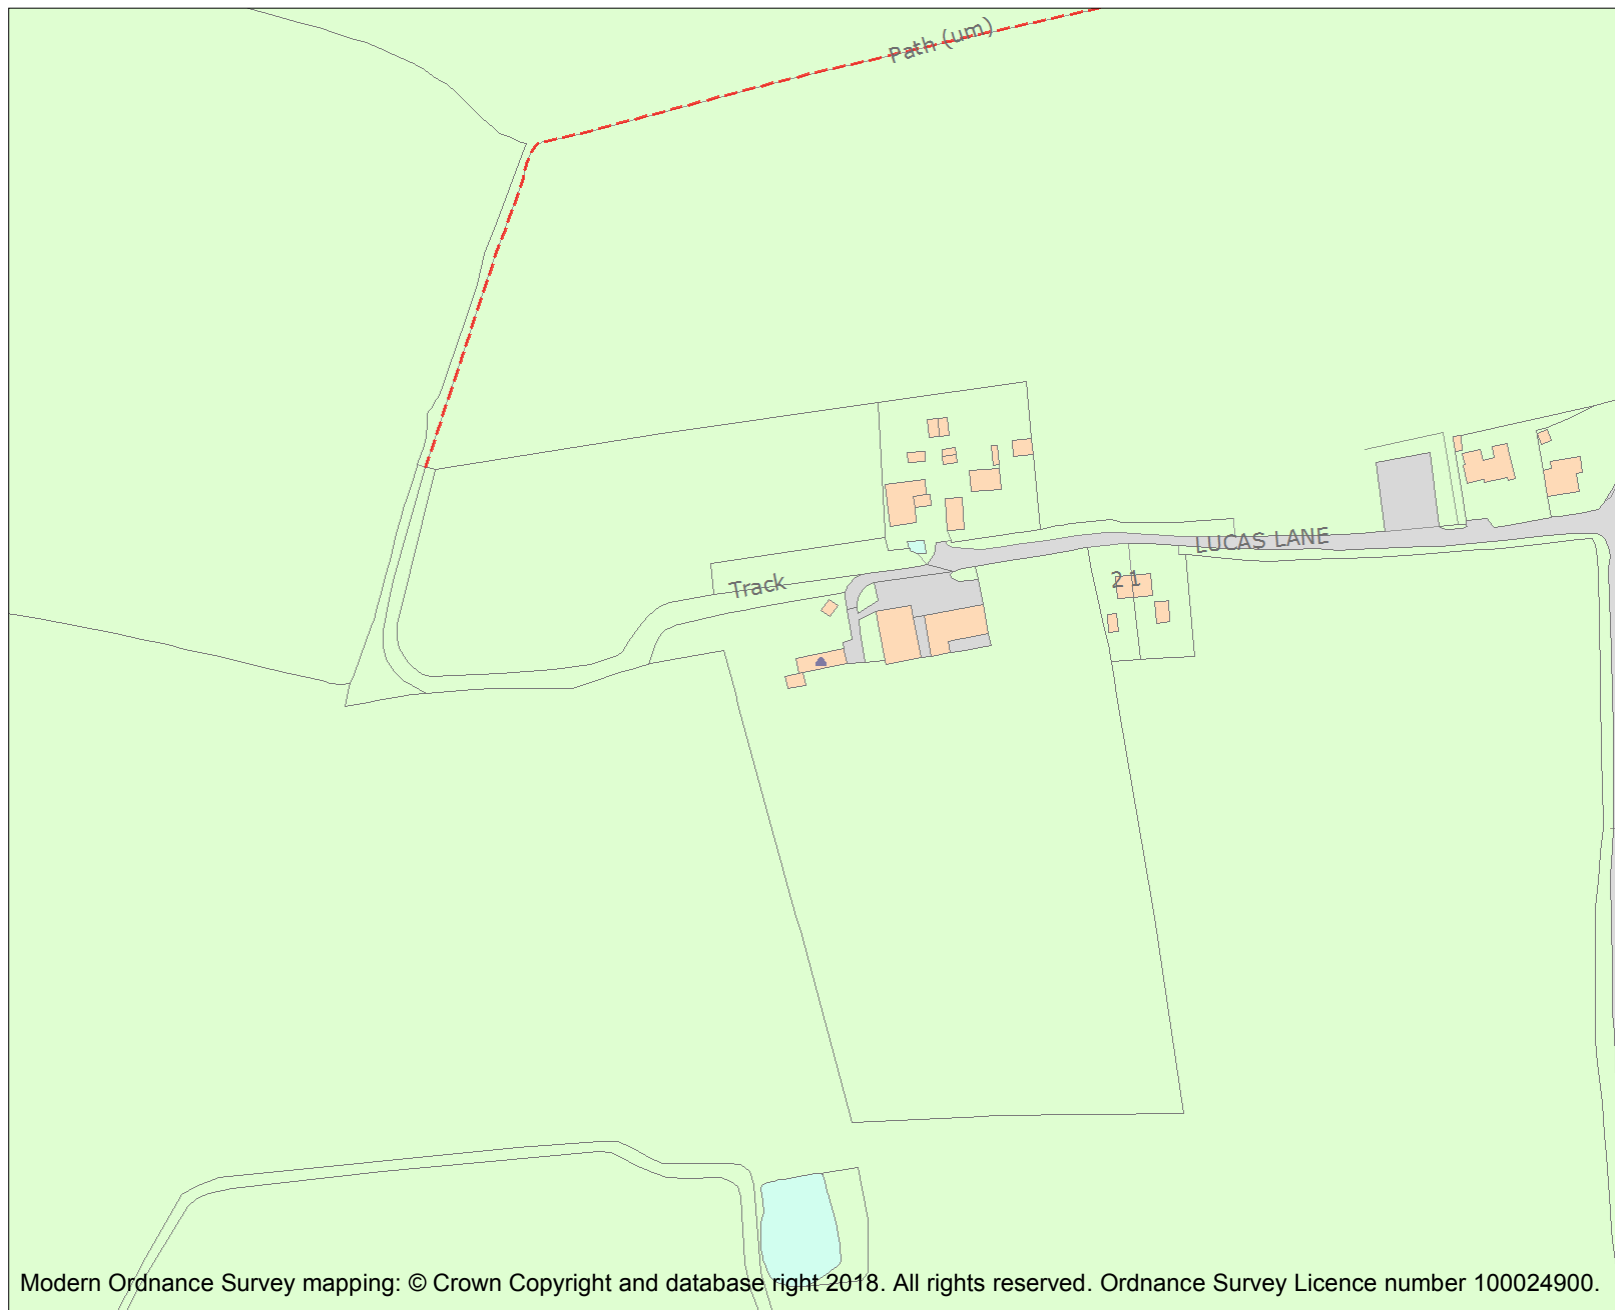 Path (um)
LUCAS LANE
Track
2 1
Modern Ordnance Survey mapping: © Crown Copyright and database right 2018. All rights reserved. Ordnance Survey Licence number 100024900.